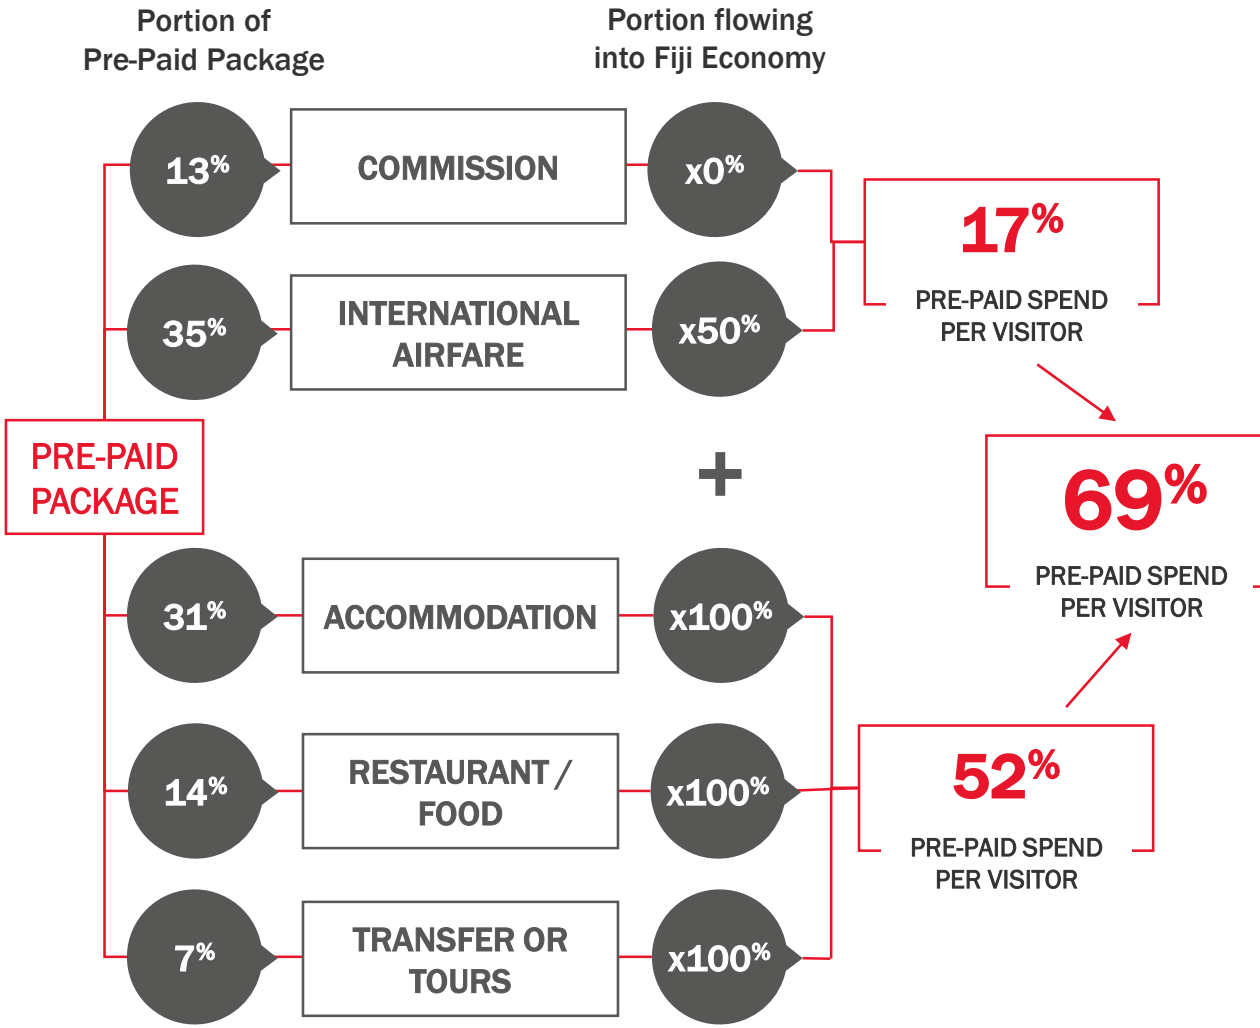 Portion of
Pre-Paid Package
Portion flowing
into Fiji Economy
13%
COMMISSION
x0%
17%
PRE-PAID SPEND
PER VISITOR
35%
INTERNATIONAL
AIRFARE
x50%
PRE-PAID
PACKAGE
+
69%
PRE-PAID SPEND
PER VISITOR
31%
ACCOMMODATION
x100%
14%
RESTAURANT /
FOOD
x100%
52%
PRE-PAID SPEND
PER VISITOR
7%
TRANSFER OR
TOURS
x100%